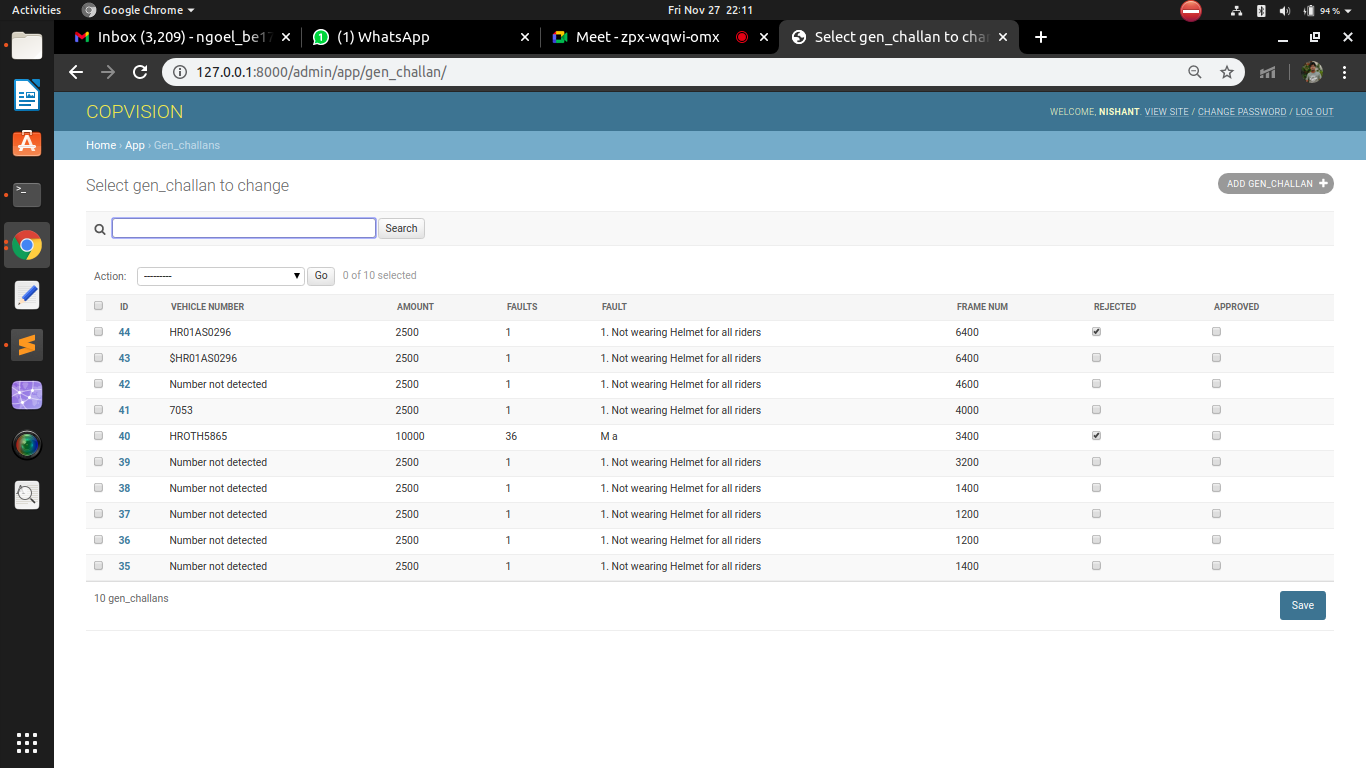 Activities Google Chrome Fri Nov 27 22:11 94 %
Inbox (3,209) - ngoel_be17 (1) WhatsApp Meet - zpx-wqwi-omx Select gen_challan to cha
127.0.0.1:8000/admin/app/gen_challan/
COPVISION WELCOME, NISHANT. VIEW SITE / CHANGE PASSWORD / LOG OUT
Home › App › Gen_challans
Select gen_challan to change ADD GEN_CHALLAN +
Search
Action: --------- Go 0 of 10 selected
ID VEHICLE NUMBER AMOUNT FAULTS FAULT FRAME NUM REJECTED APPROVED
44 HR01AS0296 2500 1 1. Not wearing Helmet for all riders 6400
43 $HR01AS0296 2500 1 1. Not wearing Helmet for all riders 6400
42 Number not detected 2500 1 1. Not wearing Helmet for all riders 4600
41 7053 2500 1 1. Not wearing Helmet for all riders 4000
40 HROTH5865 10000 36 M a 3400
39 Number not detected 2500 1 1. Not wearing Helmet for all riders 3200
38 Number not detected 2500 1 1. Not wearing Helmet for all riders 1400
37 Number not detected 2500 1 1. Not wearing Helmet for all riders 1200
36 Number not detected 2500 1 1. Not wearing Helmet for all riders 1200
35 Number not detected 2500 1 1. Not wearing Helmet for all riders 1400
10 gen_challans Save